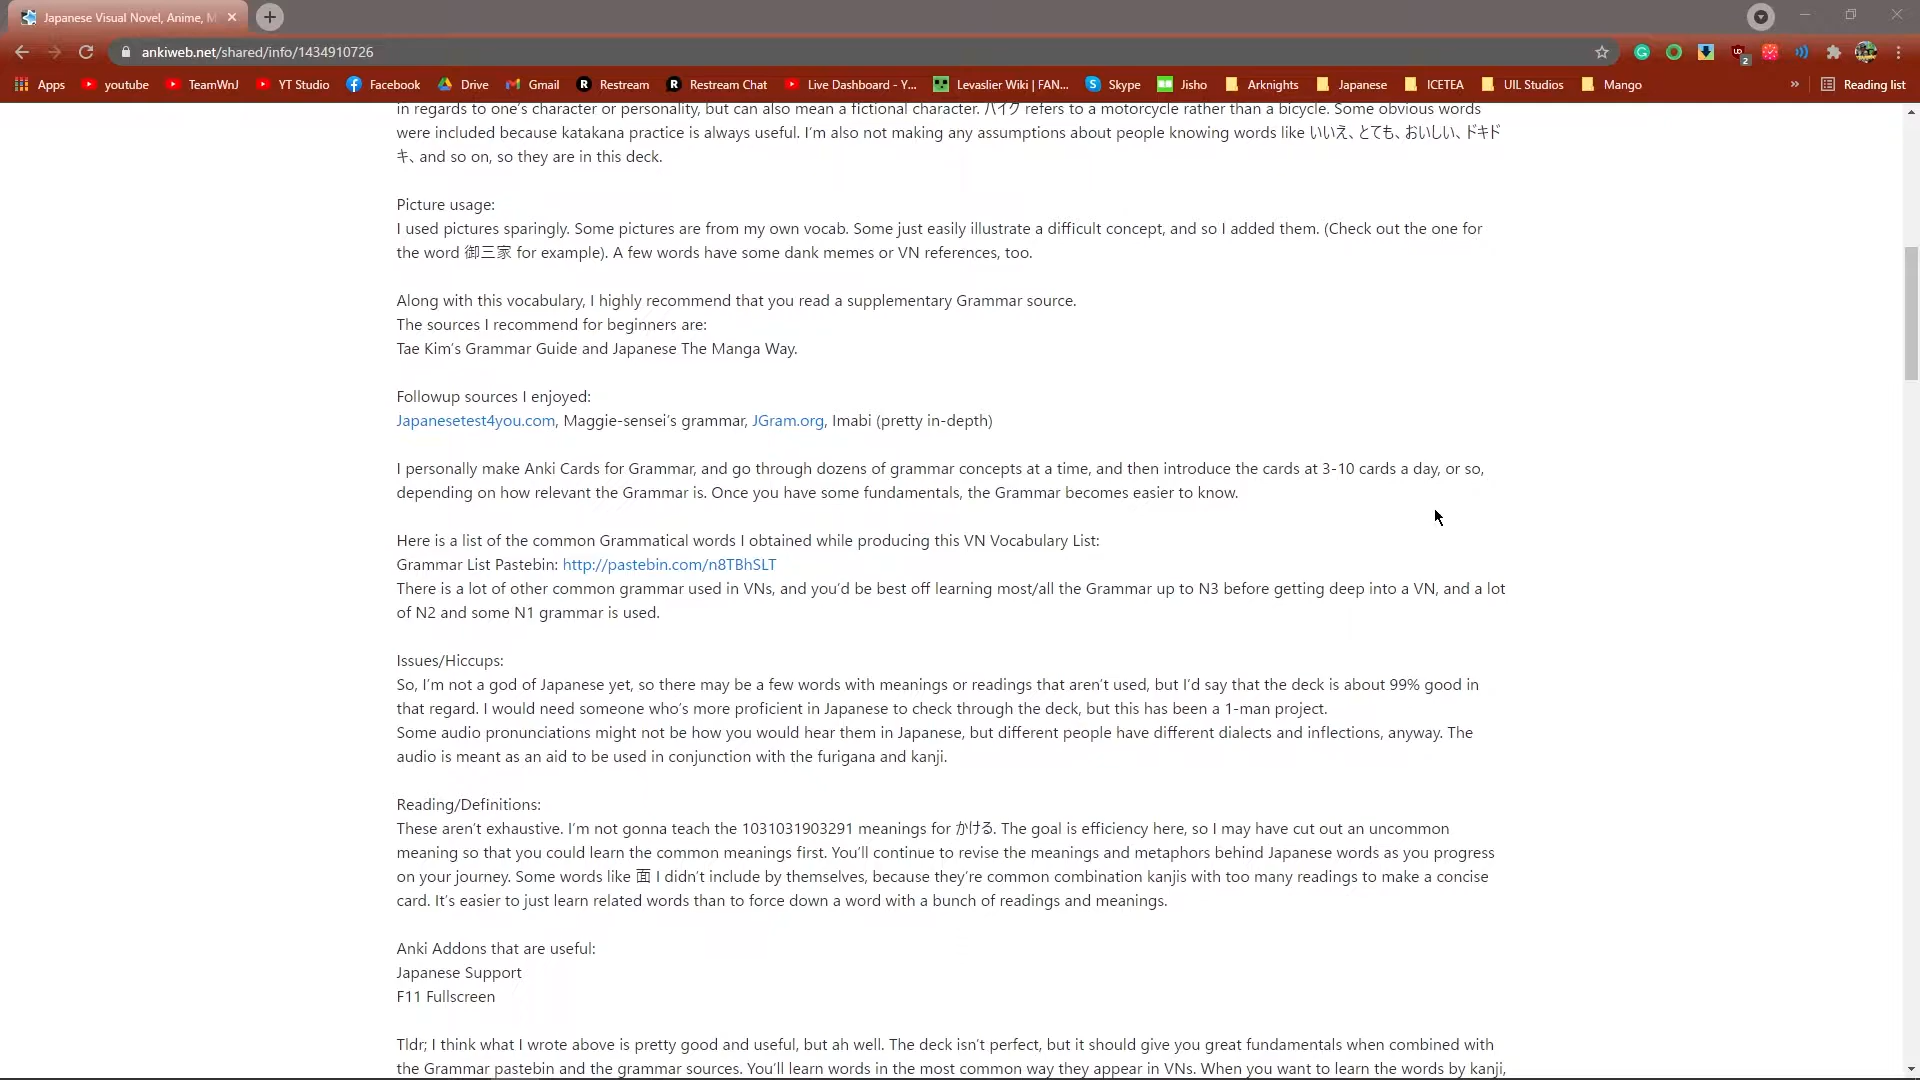 Japanese Visual Novel, Anime, M
ankiweb.net/shared/info/1434910726
2
Apps youtube TeamWnJ YT Studio Facebook Drive Gmail Restream Restream Chat Live Dashboard - Y... Levaslier Wiki | FAN... Skype Jisho Arknights Japanese ICETEA UIL Studios Mango » Reading list
in regards to one's character or personality, but can also mean a fictional character. バイク refers to a motorcycle rather than a bicycle. Some obvious words
were included because katakana practice is always useful. I'm also not making any assumptions about people knowing words like いいえ、とても、おいしい、ドキド
キ、and so on, so they are in this deck.
Picture usage:
I used pictures sparingly. Some pictures are from my own vocab. Some just easily illustrate a difficult concept, and so I added them. (Check out the one for
the word 御三家 for example). A few words have some dank memes or VN references, too.
Along with this vocabulary, I highly recommend that you read a supplementary Grammar source.
The sources I recommend for beginners are:
Tae Kim's Grammar Guide and Japanese The Manga Way.
Followup sources I enjoyed:
Japanesetest4you.com, Maggie-sensei's grammar, JGram.org, Imabi (pretty in-depth)
I personally make Anki Cards for Grammar, and go through dozens of grammar concepts at a time, and then introduce the cards at 3-10 cards a day, or so,
depending on how relevant the Grammar is. Once you have some fundamentals, the Grammar becomes easier to know.
Here is a list of the common Grammatical words I obtained while producing this VN Vocabulary List:
Grammar List Pastebin: http://pastebin.com/n8TBhSLT
There is a lot of other common grammar used in VNs, and you'd be best off learning most/all the Grammar up to N3 before getting deep into a VN, and a lot
of N2 and some N1 grammar is used.
Issues/Hiccups:
So, I'm not a god of Japanese yet, so there may be a few words with meanings or readings that aren't used, but I'd say that the deck is about 99% good in
that regard. I would need someone who's more proficient in Japanese to check through the deck, but this has been a 1-man project.
Some audio pronunciations might not be how you would hear them in Japanese, but different people have different dialects and inflections, anyway. The
audio is meant as an aid to be used in conjunction with the furigana and kanji.
Reading/Definitions:
These aren't exhaustive. I'm not gonna teach the 1031031903291 meanings for かける. The goal is efficiency here, so I may have cut out an uncommon
meaning so that you could learn the common meanings first. You'll continue to revise the meanings and metaphors behind Japanese words as you progress
on your journey. Some words like 面 I didn't include by themselves, because they're common combination kanjis with too many readings to make a concise
card. It's easier to just learn related words than to force down a word with a bunch of readings and meanings.
Anki Addons that are useful:
Japanese Support
F11 Fullscreen
Tldr; I think what I wrote above is pretty good and useful, but ah well. The deck isn't perfect, but it should give you great fundamentals when combined with
the Grammar pastebin and the grammar sources. You'll learn words in the most common way they appear in VNs. When you want to learn the words by kanji,